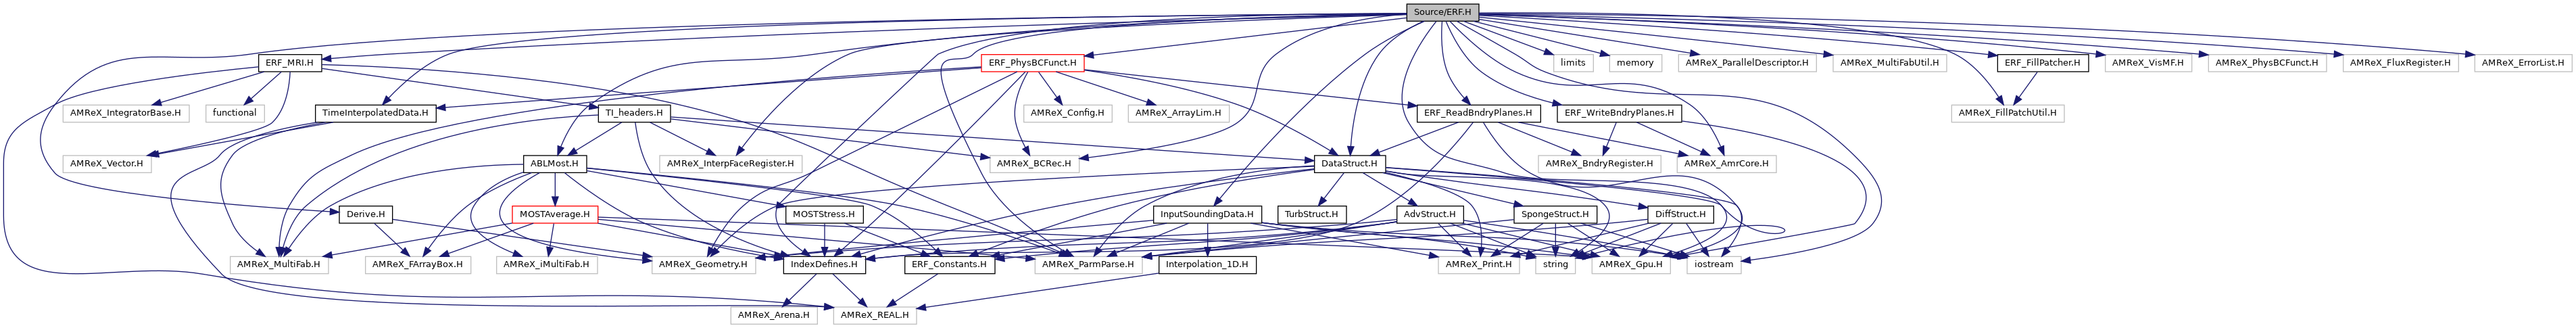 Source/ERF.H
ERF_MRI.H
ERF_PhysBCFunct.H
limits
memory
AMReX_ParallelDescriptor.H
AMReX_MultiFabUtil.H
ERF_FillPatcher.H
AMReX_VisMF.H
AMReX_PhysBCFunct.H
AMReX_FluxRegister.H
AMReX_ErrorList.H
AMReX_IntegratorBase.H
functional
TimeInterpolatedData.H
TI_headers.H
AMReX_Config.H
AMReX_ArrayLim.H
ERF_ReadBndryPlanes.H
ERF_WriteBndryPlanes.H
AMReX_FillPatchUtil.H
AMReX_Vector.H
ABLMost.H
AMReX_InterpFaceRegister.H
AMReX_BCRec.H
DataStruct.H
AMReX_BndryRegister.H
AMReX_AmrCore.H
Derive.H
MOSTAverage.H
MOSTStress.H
InputSoundingData.H
TurbStruct.H
AdvStruct.H
SpongeStruct.H
DiffStruct.H
AMReX_MultiFab.H
AMReX_FArrayBox.H
AMReX_iMultiFab.H
AMReX_Geometry.H
IndexDefines.H
ERF_Constants.H
AMReX_ParmParse.H
Interpolation_1D.H
AMReX_Print.H
string
AMReX_Gpu.H
iostream
AMReX_Arena.H
AMReX_REAL.H